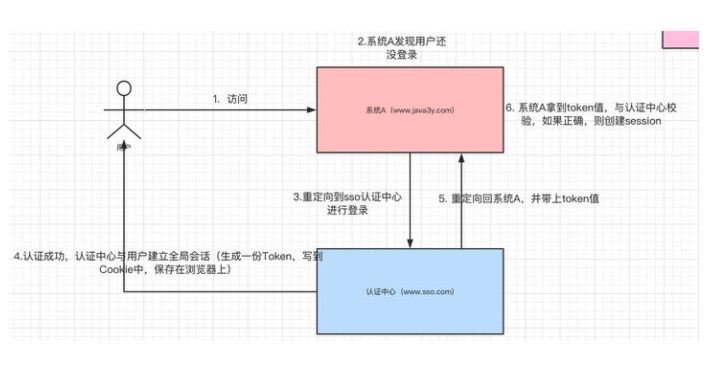 2.系统A发现用户还
没登录
1. 访问
系统A（www.java3y.com）
6. 系统A拿到token值，与认证中心校
验，如果正确，则创建session
用户
3.重定向到sso认证中心
进行登录
5. 重定向回系统A，并带上token值
4.认证成功，认证中心与用户建立全局会话（生成一份Token，写到
Cookie中，保存在浏览器上）
认证中心（www.sso.com）